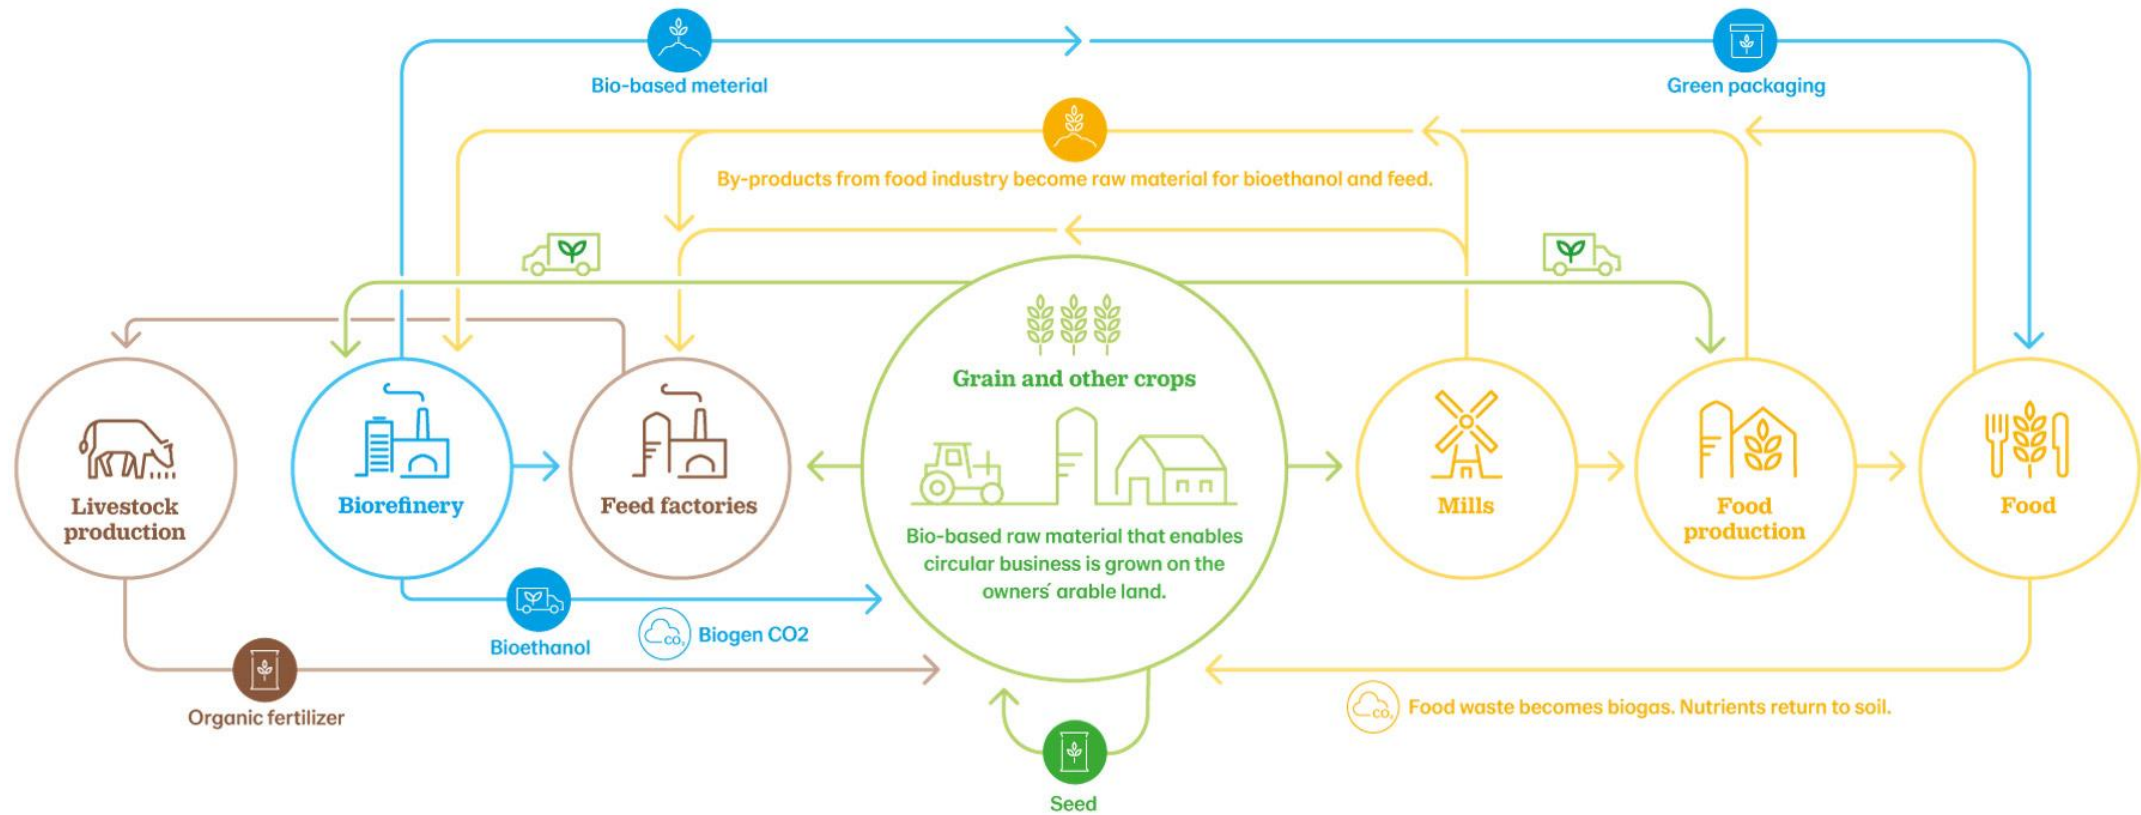 Bio-based meterial
Green packaging
By-products from food industry become raw material for bioethanol and feed.
Grain and other crops
Livestock
production
Biorefinery
Feed factories
Mills
Food
production
Food
Bio-based raw material that enables
circular business is grown on the
owners´ arable land.
Bioethanol
CO₂
Biogen CO2
Organic fertilizer
CO₂
Food waste becomes biogas. Nutrients return to soil.
Seed